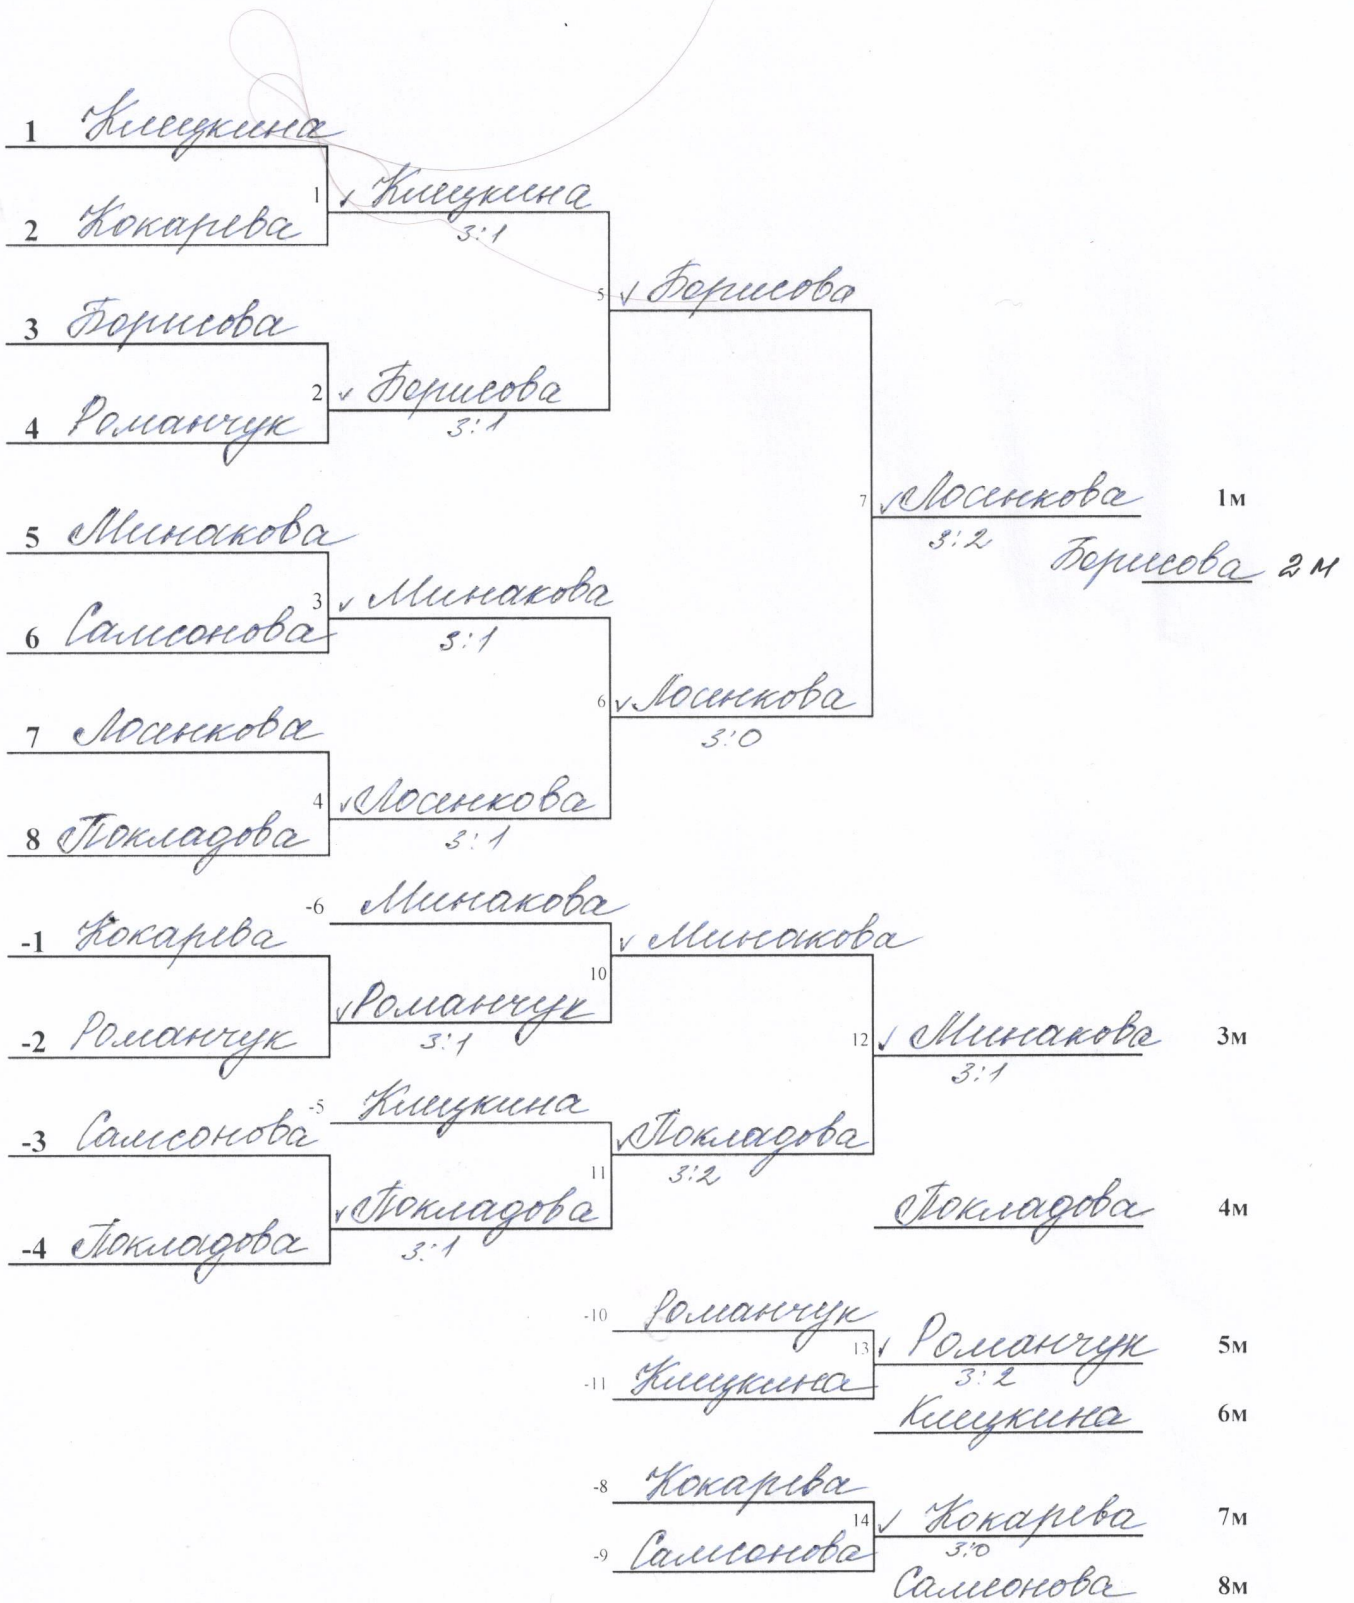 1 Клецкина
1 ✓ Клецкина
2 Кокарева
3:1
5 ✓ Борисова
3 Борисова
2 ✓ Борисова
4 Романчук
3:1
7 ✓ Лосенкова 1м
5 Минакова
3:2
Борисова 2 м
3 ✓ Минакова
6 Самсонова
3:1
6 ✓ Лосенкова
7 Лосенкова
3:0
4 ✓ Лосенкова
8 Покладова
3:1
-6 Минакова
-1 Кокарева
✓ Минакова
10
✓ Романчук
-2 Романчук
3:1
12 ✓ Минакова 3м
3:1
-5 Клецкина
-3 Самсонова
✓ Покладова
11
3:2
✓ Покладова
Покладова 4м
-4 Покладова
3:1
-10 Романчук
13 ✓ Романчук 5м
-11 Клецкина
3:2
Клецкина 6м
-8 Кокарева
14 ✓ Кокарева 7м
-9 Самсонова
3:0
Самсонова 8м